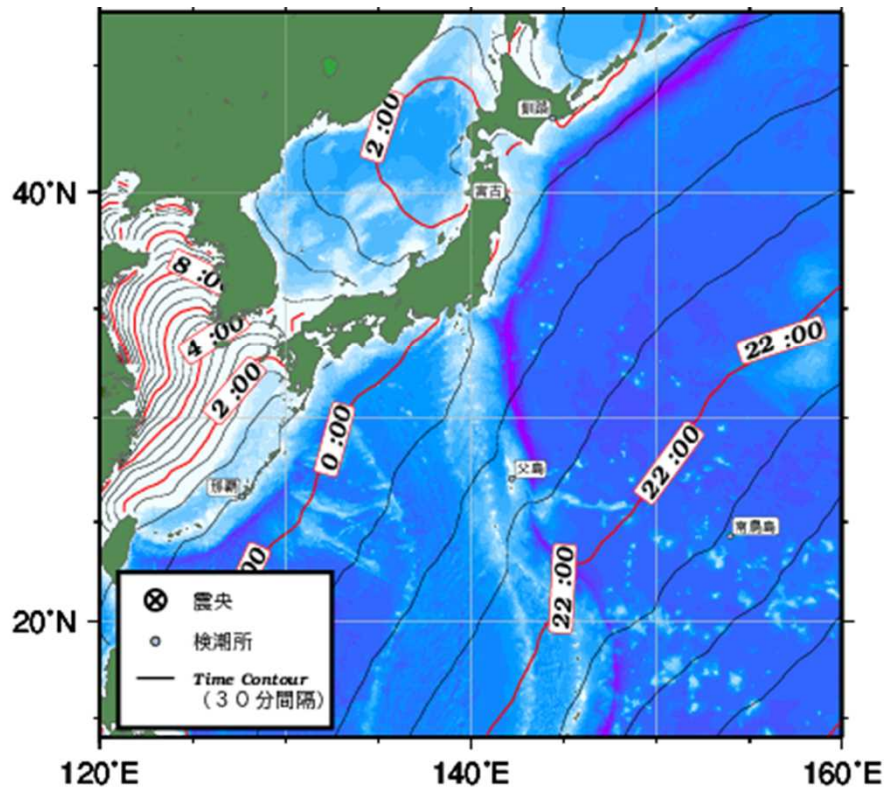 釧路
2 :00
宮古
40°N
8 :0
4 :00
22 :00
2 :00
0 :00
22 :00
父島
那覇
南鳥島
00
22 :00
20°N
震央
検潮所
Time Contour
(30分間隔)
120°E
140°E
160°E